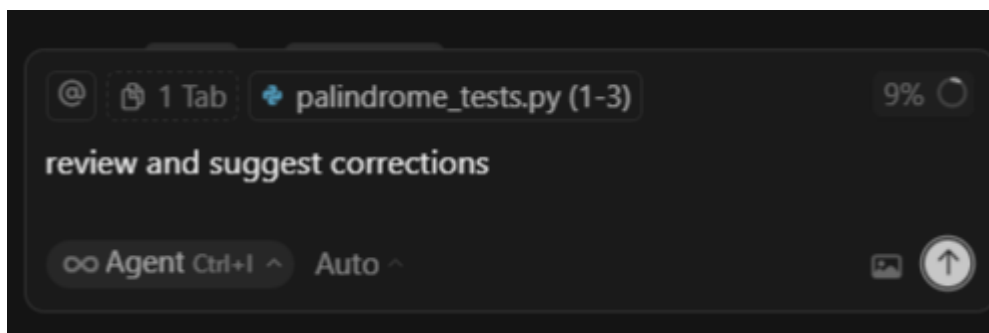 @ 1 Tab palindrome_tests.py (1-3) 9%
review and suggest corrections
Agent Ctrl+I Auto